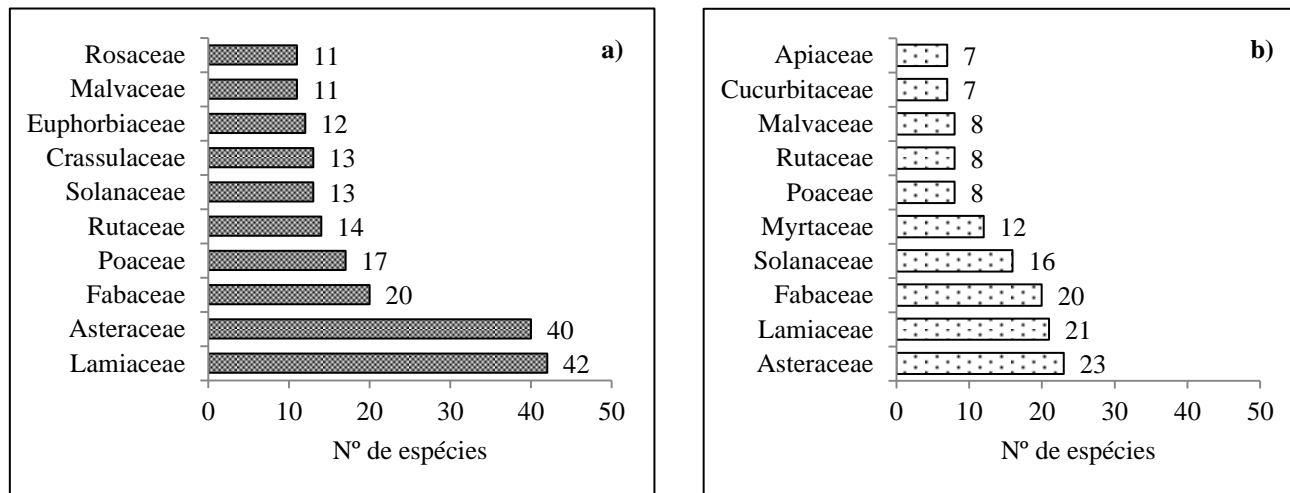 a)
Rosaceae 11
Malvaceae 11
Euphorbiaceae 12
Crassulaceae 13
Solanaceae 13
Rutaceae 14
Poaceae 17
Fabaceae 20
Asteraceae 40
Lamiaceae 42
0 10 20 30 40 50
Nº de espécies
b)
Apiaceae 7
Cucurbitaceae 7
Malvaceae 8
Rutaceae 8
Poaceae 8
Myrtaceae 12
Solanaceae 16
Fabaceae 20
Lamiaceae 21
Asteraceae 23
0 10 20 30 40 50
Nº de espécies